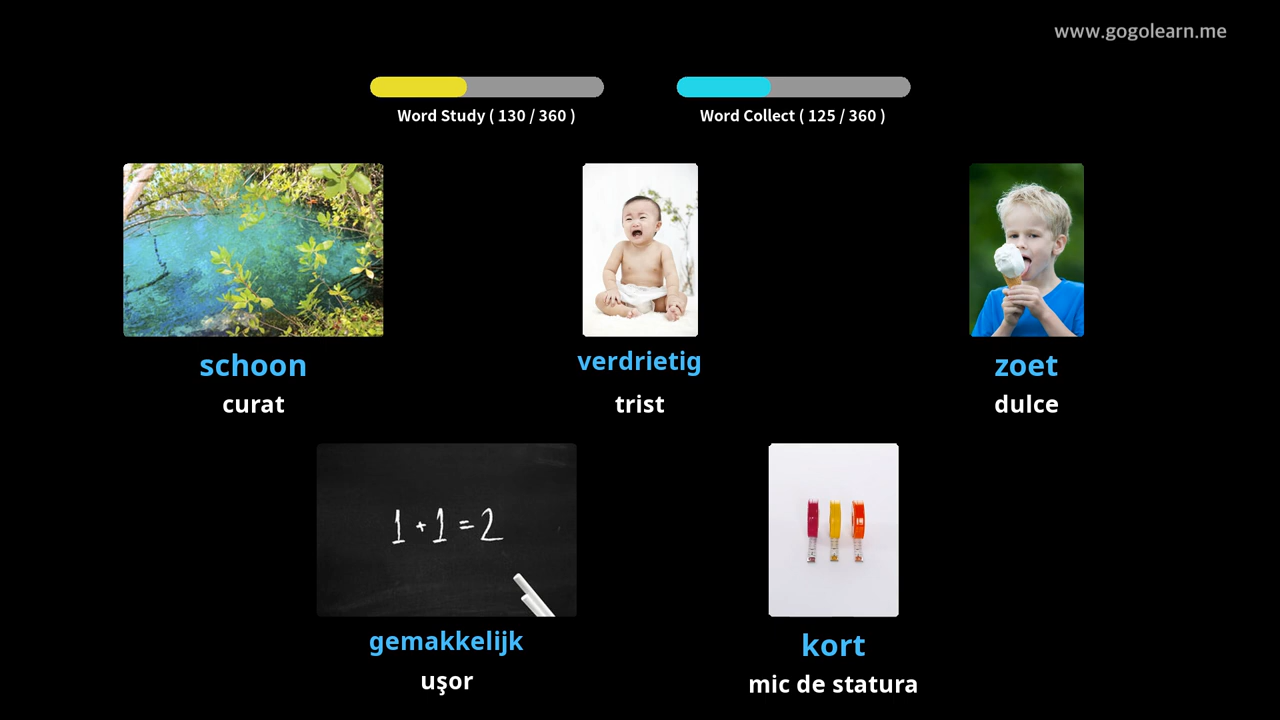 www.gogolearn.me
Word Study ( 130 / 360 )
Word Collect ( 125 / 360 )
schoon
curat
verdrietig
trist
zoet
dulce
1 + 1 = 2
gemakkelijk
uşor
kort
mic de statura